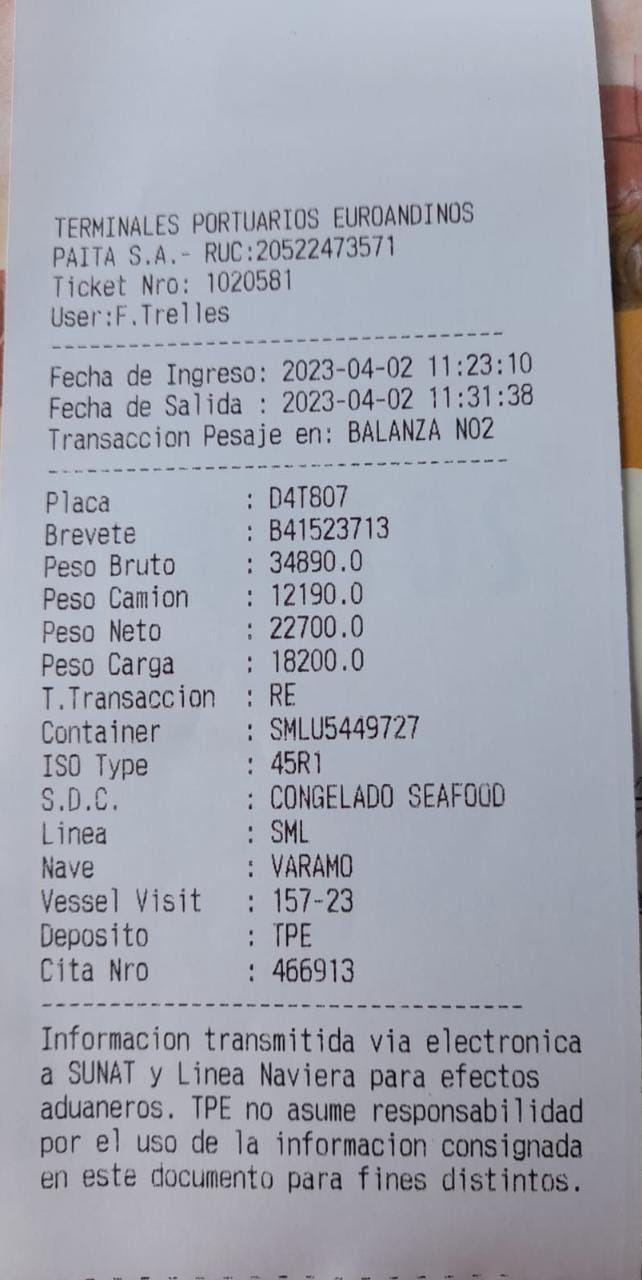 TERMINALES PORTUARIOS EUROANDINOS
PAITA S.A.- RUC:20522473571
Ticket Nro: 1020581
User:F.Trelles
--------------------------------
Fecha de Ingreso: 2023-04-02 11:23:10
Fecha de Salida : 2023-04-02 11:31:38
Transaccion Pesaje en: BALANZA NO2
--------------------------------
Placa : D4T807
Brevete : B41523713
Peso Bruto : 34890.0
Peso Camion : 12190.0
Peso Neto : 22700.0
Peso Carga : 18200.0
T.Transaccion : RE
Container : SMLU5449727
ISO Type : 45R1
S.D.C. : CONGELADO SEAFOOD
Linea : SML
Nave : VARAMO
Vessel Visit : 157-23
Deposito : TPE
Cita Nro : 466913
--------------------------------
Informacion transmitida via electronica
a SUNAT y Linea Naviera para efectos
aduaneros. TPE no asume responsabilidad
por el uso de la informacion consignada
en este documento para fines distintos.